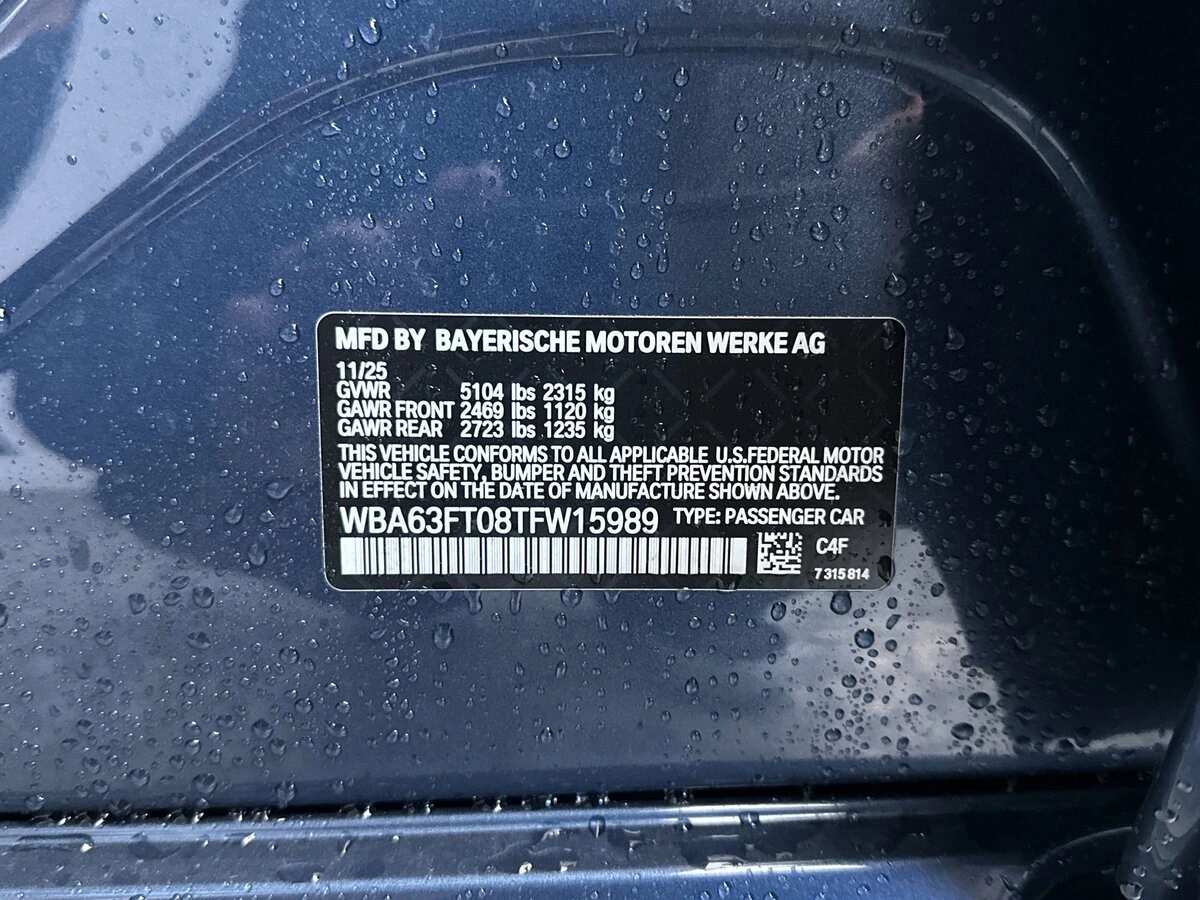 MFD BY BAYERISCHE MOTOREN WERKE AG
11/25
GVWR 5104 lbs 2315 kg
GAWR FRONT 2469 lbs 1120 kg
GAWR REAR 2723 lbs 1235 kg
THIS VEHICLE CONFORMS TO ALL APPLICABLE U.S.FEDERAL MOTOR
VEHICLE SAFETY, BUMPER AND THEFT PREVENTION STANDARDS
IN EFFECT ON THE DATE OF MANUFACTURE SHOWN ABOVE.
WBA63FT08TFW15989 TYPE: PASSENGER CAR
C4F
7 315 814